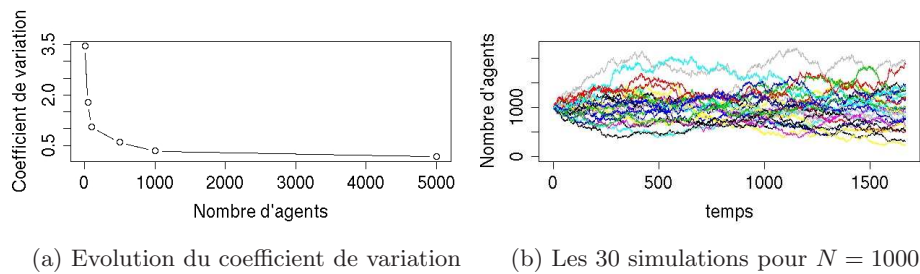 Coefficient de variation
3.5
2.0
0.5
0 1000 2000 3000 4000 5000
Nombre d'agents
(a) Evolution du coefficient de variation
Nombre d'agents
1000
0
0 500 1000 1500
temps
(b) Les 30 simulations pour N = 1000